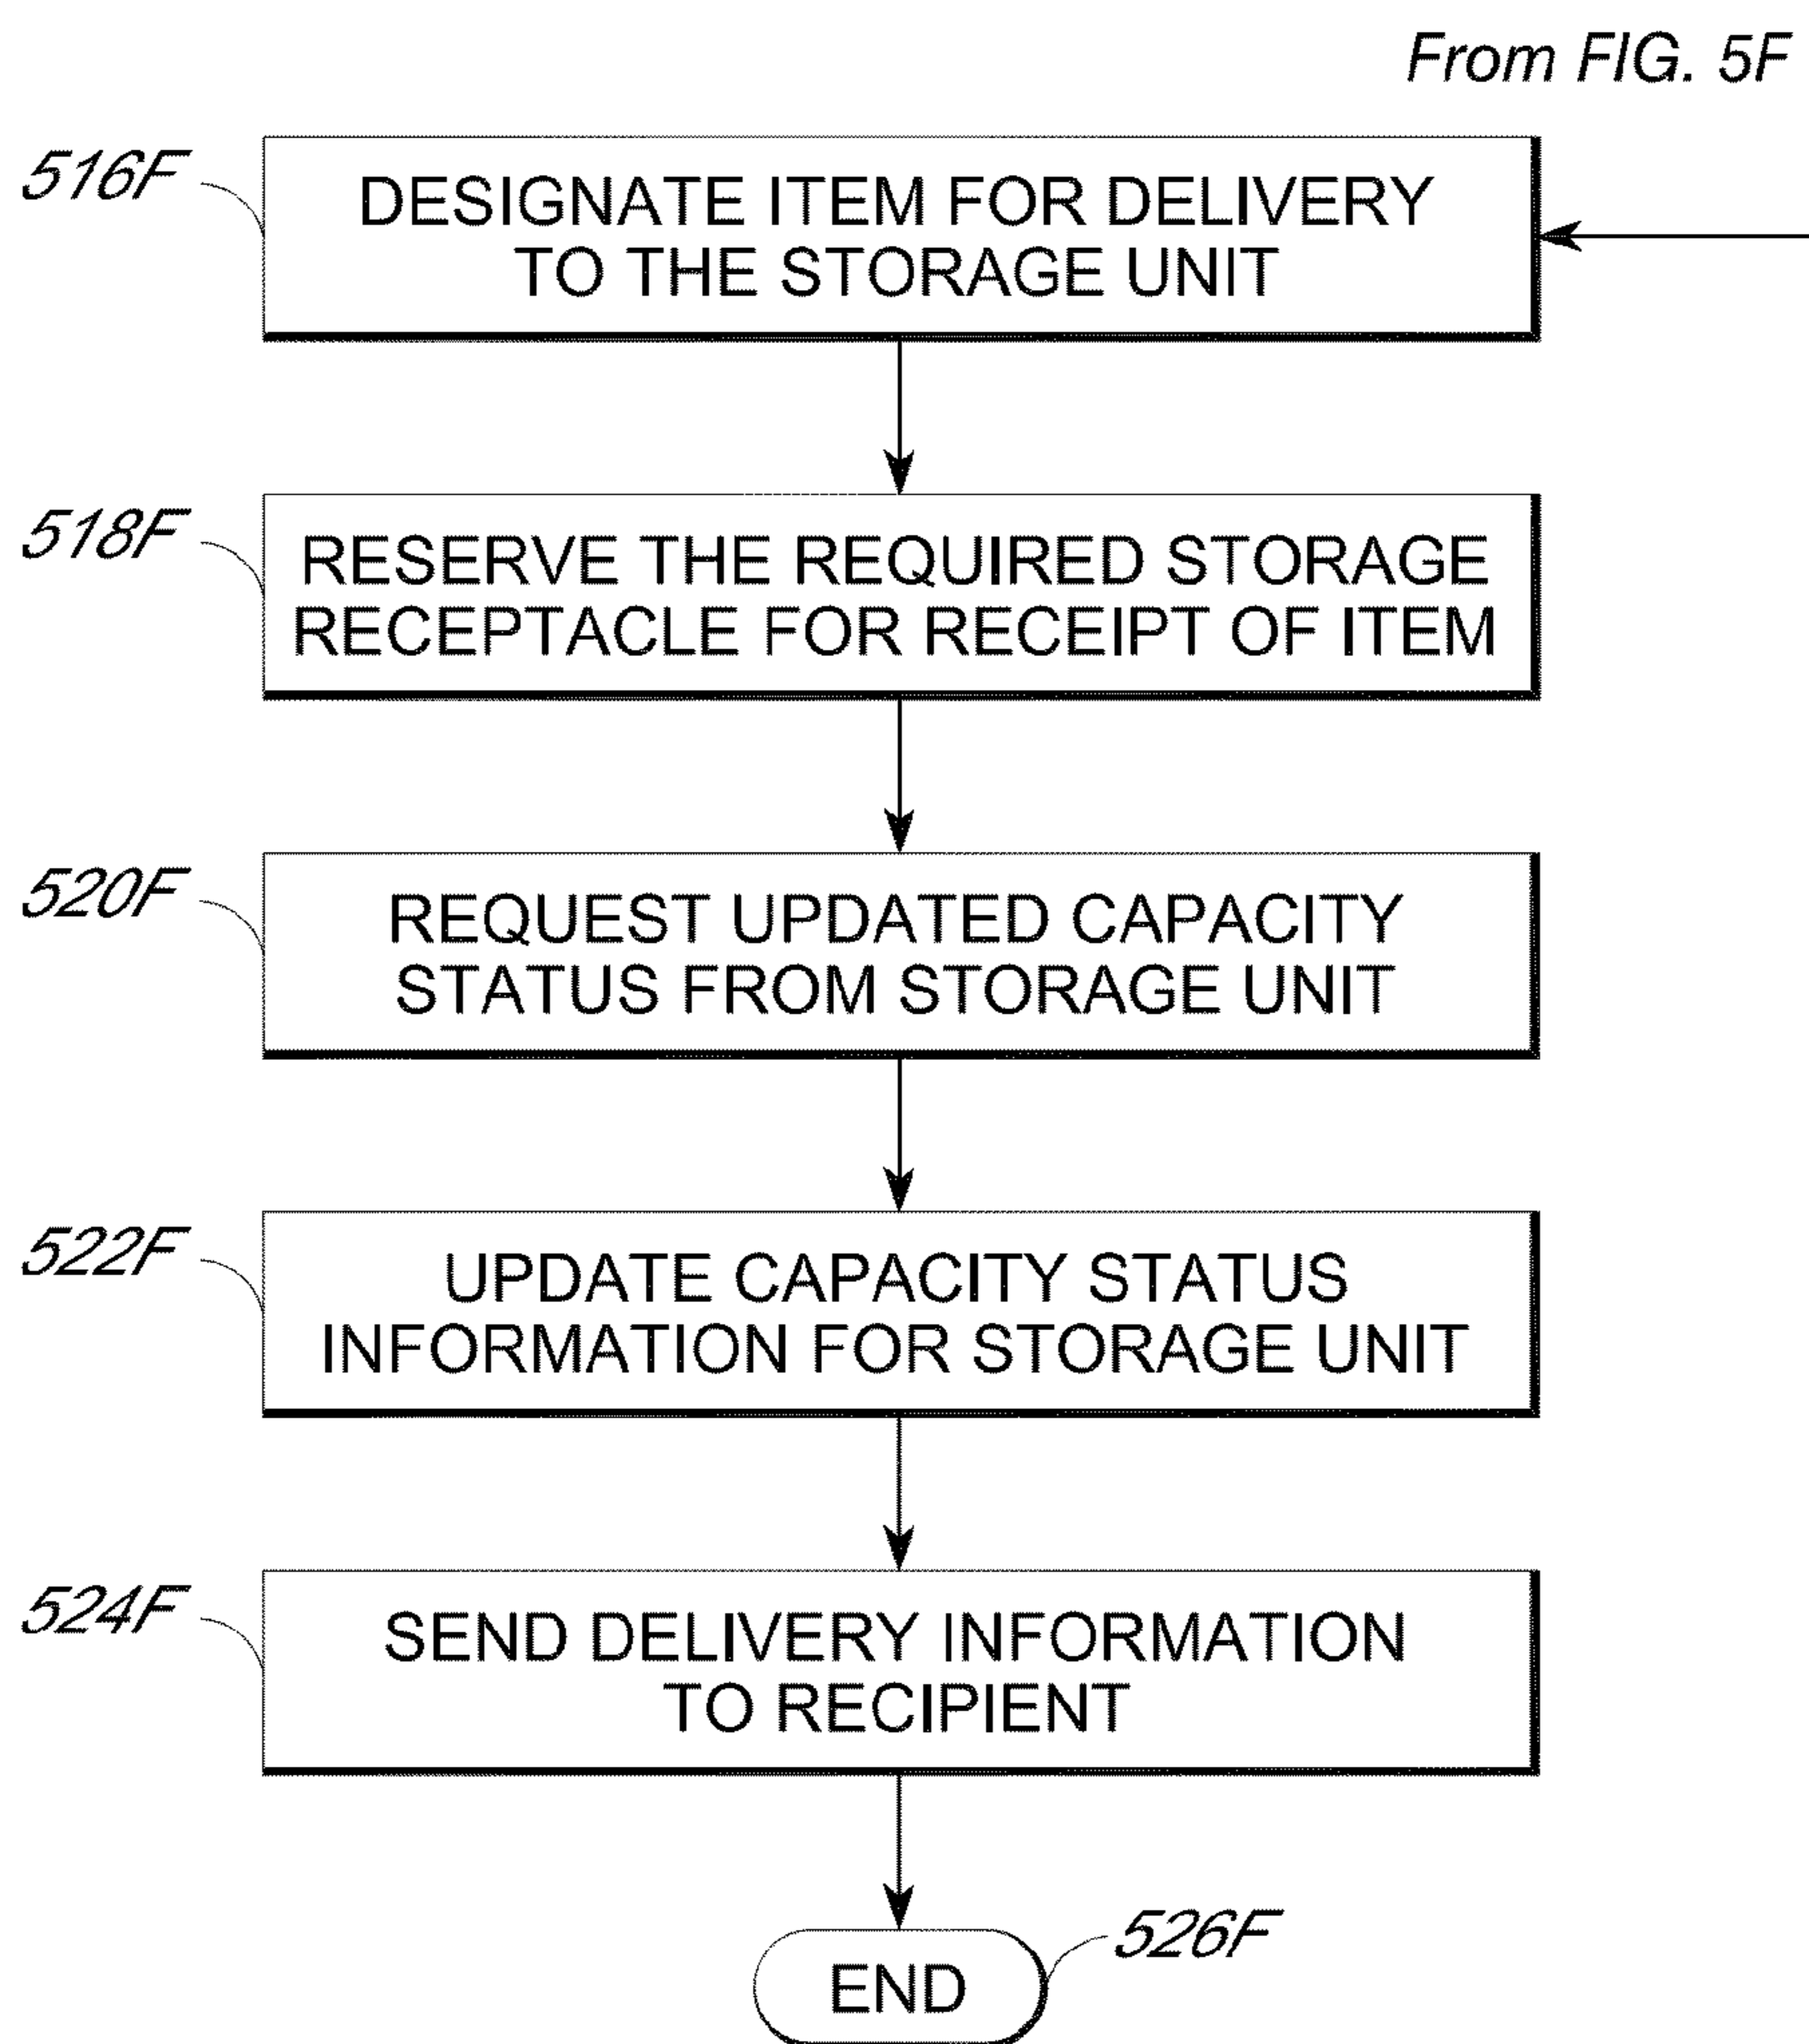 From FIG. 5F
516F
DESIGNATE ITEM FOR DELIVERY
TO THE STORAGE UNIT
518F
RESERVE THE REQUIRED STORAGE
RECEPTACLE FOR RECEIPT OF ITEM
520F
REQUEST UPDATED CAPACITY
STATUS FROM STORAGE UNIT
522F
UPDATE CAPACITY STATUS
INFORMATION FOR STORAGE UNIT
524F
SEND DELIVERY INFORMATION
TO RECIPIENT
END
526F